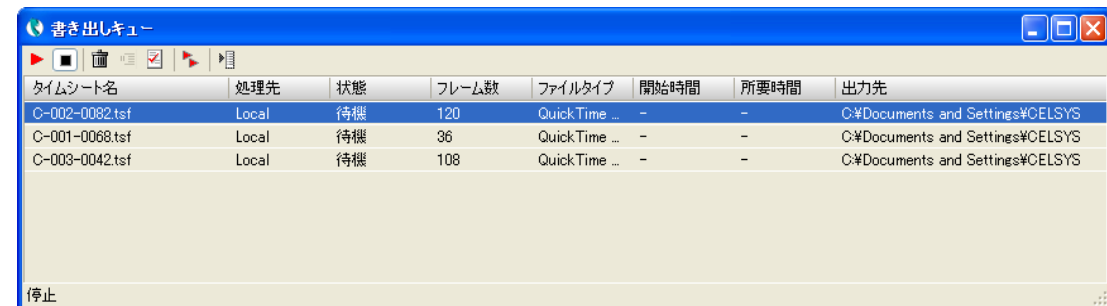 書き出しキュー
タイムシート名 処理先 状態 フレーム数 ファイルタイプ 開始時間 所要時間 出力先
C-002-0082.tsf Local 待機 120 QuickTime ... - - C:¥Documents and Settings¥CELSYS
C-001-0068.tsf Local 待機 36 QuickTime ... - - C:¥Documents and Settings¥CELSYS
C-003-0042.tsf Local 待機 108 QuickTime ... - - C:¥Documents and Settings¥CELSYS
停止